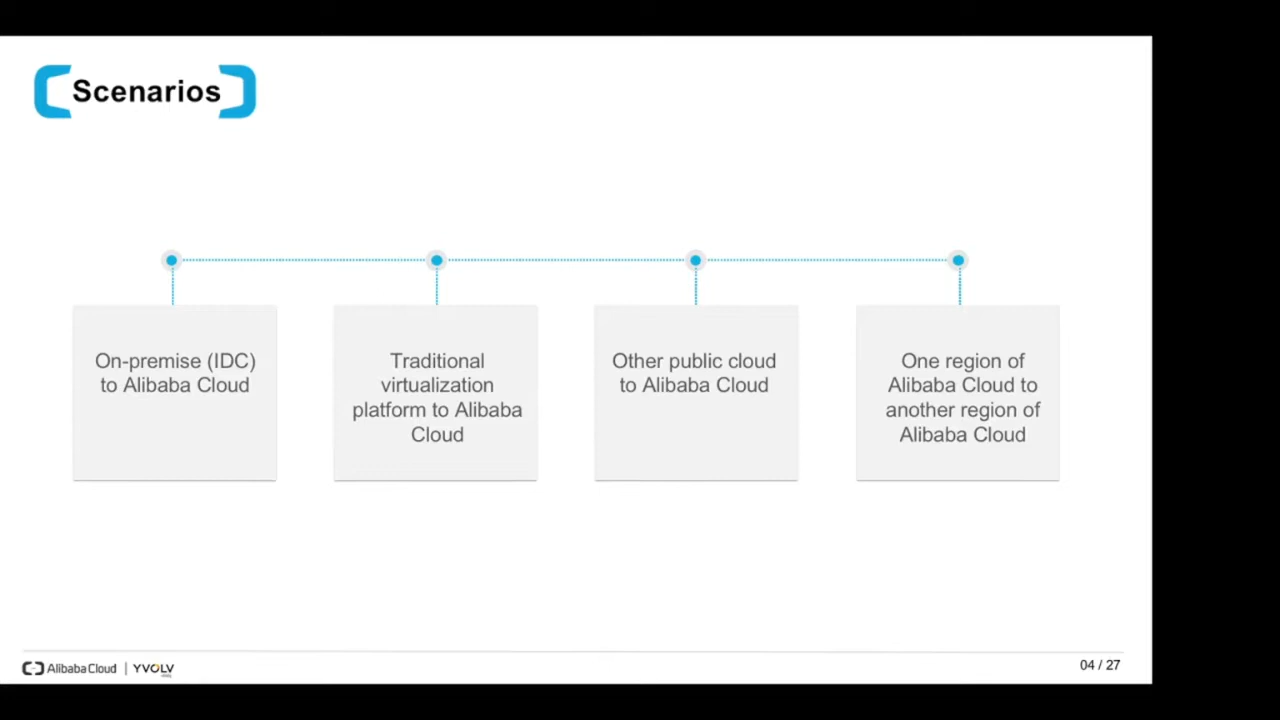 Scenarios
On-premise (IDC)
to Alibaba Cloud
Traditional
virtualization
platform to Alibaba
Cloud
Other public cloud
to Alibaba Cloud
One region of
Alibaba Cloud to
another region of
Alibaba Cloud
Alibaba Cloud | YVOLV
04 / 27